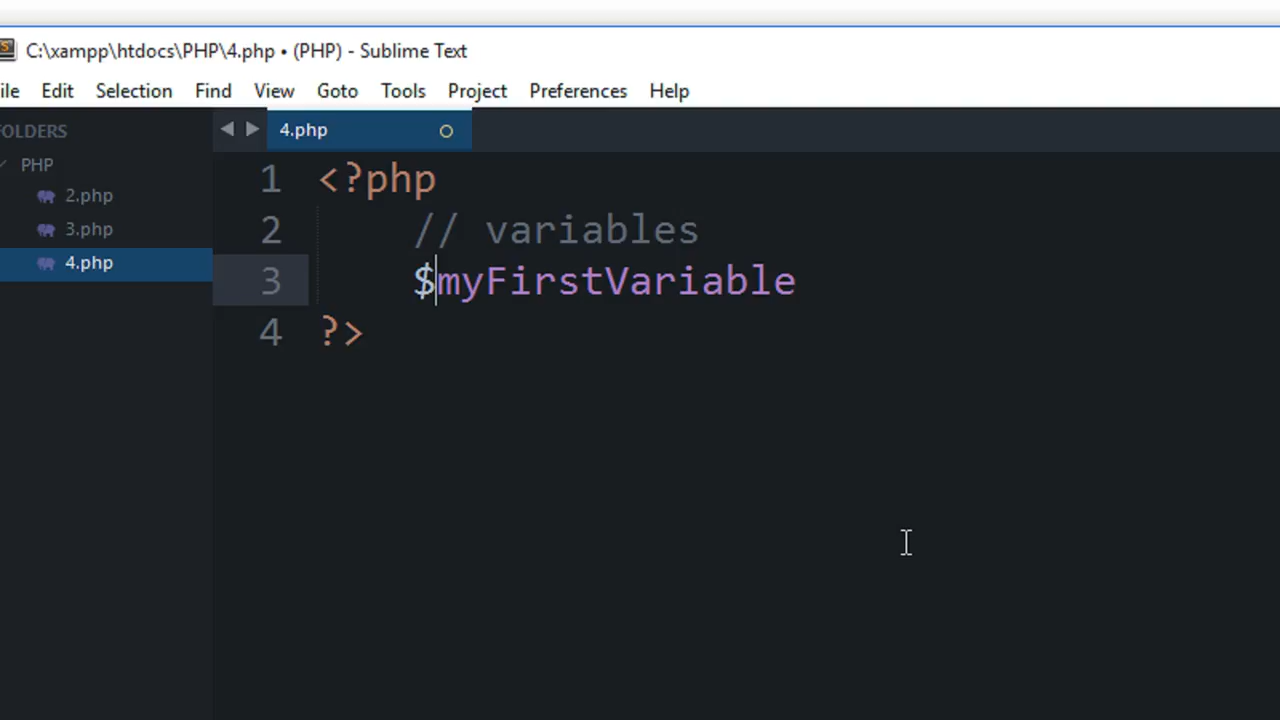 C:\xampp\htdocs\PHP\4.php • (PHP) - Sublime Text
ile Edit Selection Find View Goto Tools Project Preferences Help
OLDERS
4.php
PHP
2.php
3.php
4.php
1 <?php
2 // variables
3 $myFirstVariable
4 ?>